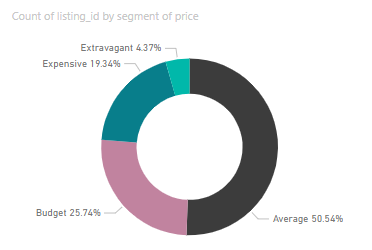 Count of listing_id by segment of price
Extravagant 4.37%
Expensive 19.34%
Budget 25.74%
Average 50.54%